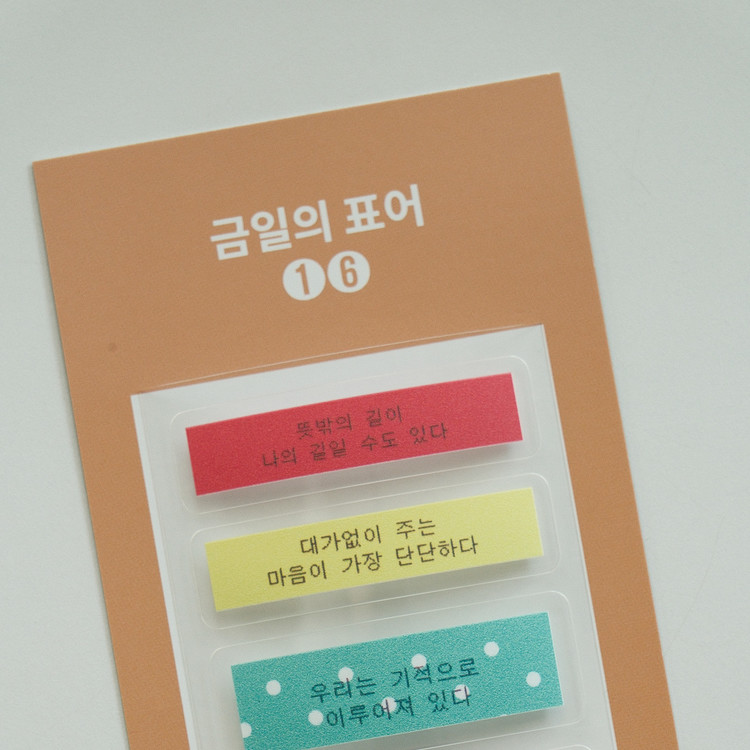 금일의 표어
16
뜻밖의 길이
나의 길일 수도 있다
대가없이 주는
마음이 가장 단단하다
우리는 기적으로
이루어져 있다